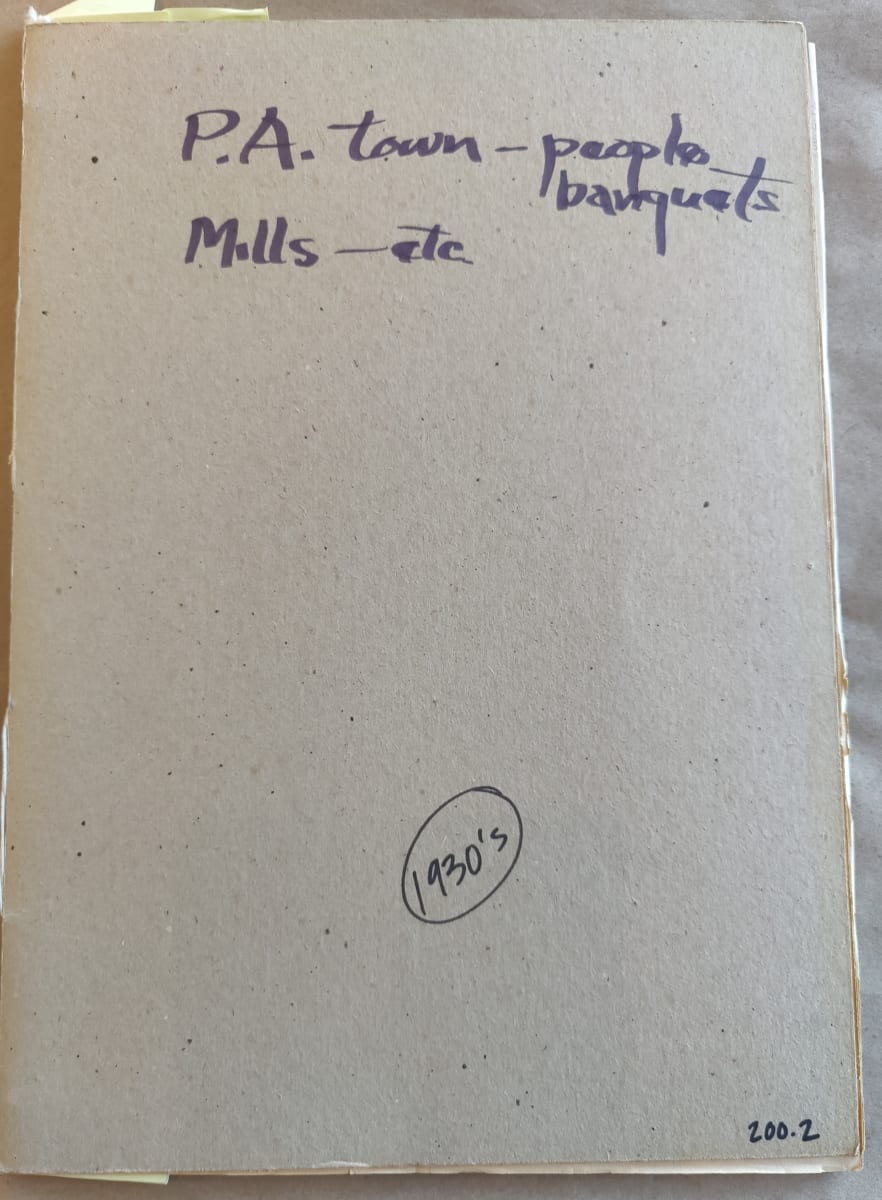 P.A. town - people
banquets
Mills - etc
1930's
200.2